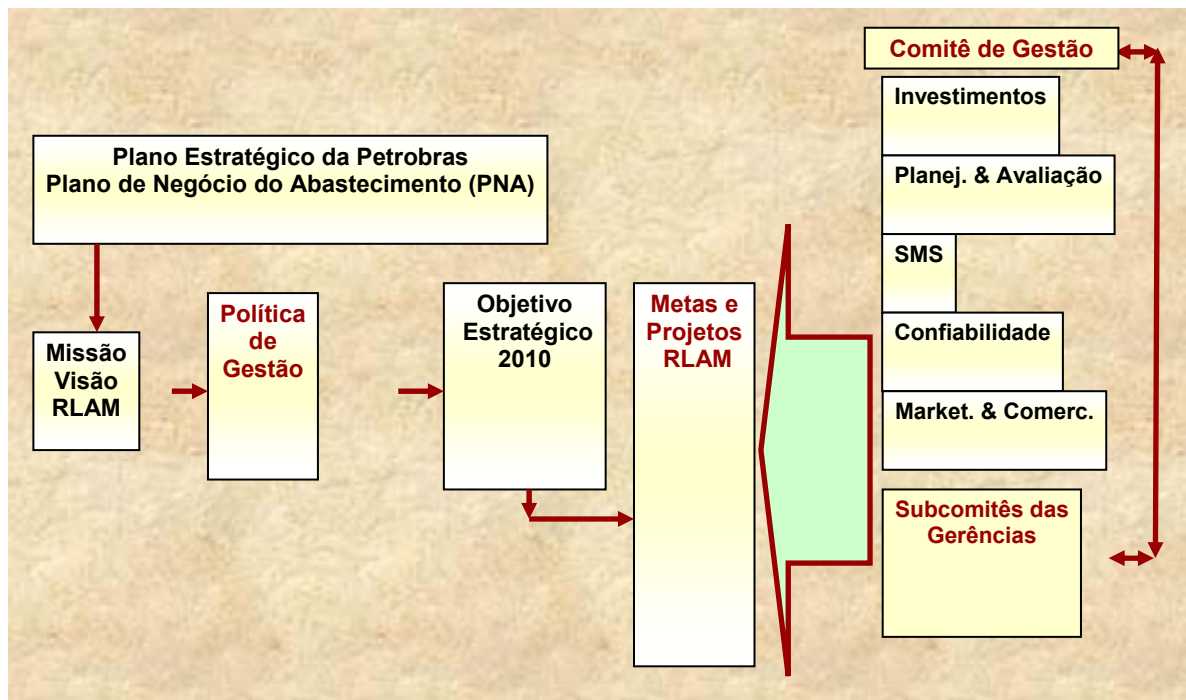 Comitê de Gestão
Investimentos
Plano Estratégico da Petrobras
Plano de Negócio do Abastecimento (PNA)
Planej. & Avaliação
SMS
Missão
Visão
RLAM
Política
de
Gestão
Objetivo
Estratégico
2010
Metas e
Projetos
RLAM
Confiabilidade
Market. & Comerc.
Subcomitês das
Gerências